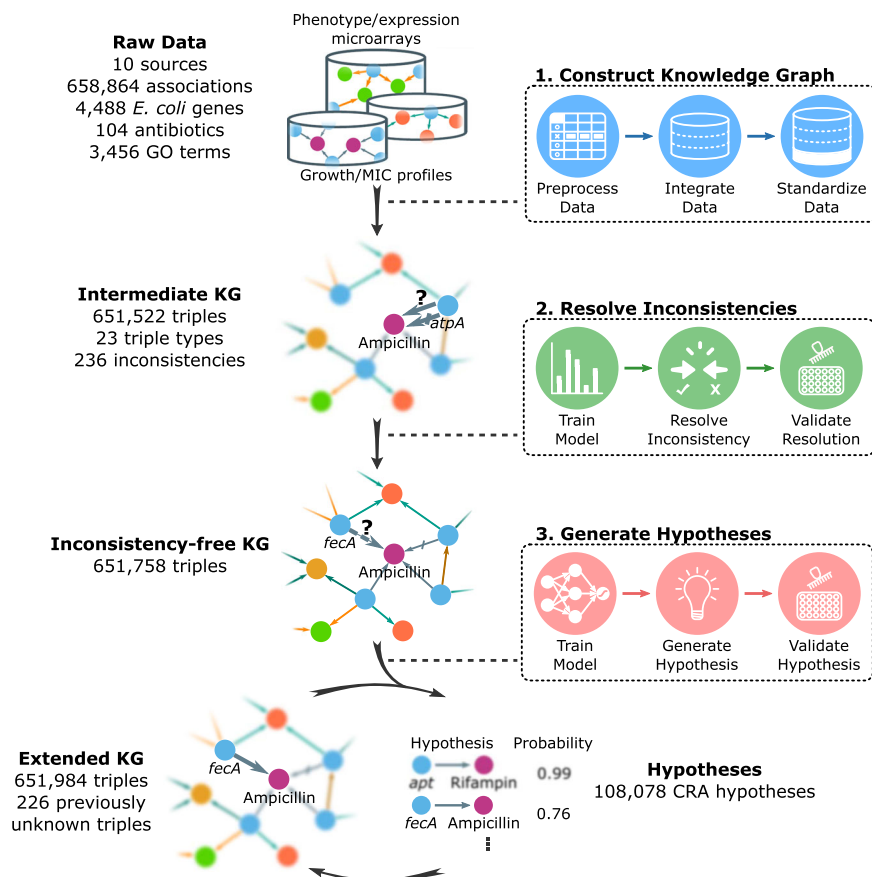 Raw Data
10 sources
658,864 associations
4,488 E. coli genes
104 antibiotics
3,456 GO terms
Phenotype/expression
microarrays
Growth/MIC profiles
1. Construct Knowledge Graph
Preprocess
Data
Integrate
Data
Standardize
Data
Intermediate KG
651,522 triples
23 triple types
236 inconsistencies
?
atpA
Ampicillin
2. Resolve Inconsistencies
Train
Model
Resolve
Inconsistency
Validate
Resolution
Inconsistency-free KG
651,758 triples
?
fecA
Ampicillin
3. Generate Hypotheses
Train
Model
Generate
Hypothesis
Validate
Hypothesis
Extended KG
651,984 triples
226 previously
unknown triples
fecA
Ampicillin
Hypothesis Probability
apt Rifampin 0.99
fecA Ampicillin 0.76
Hypotheses
108,078 CRA hypotheses